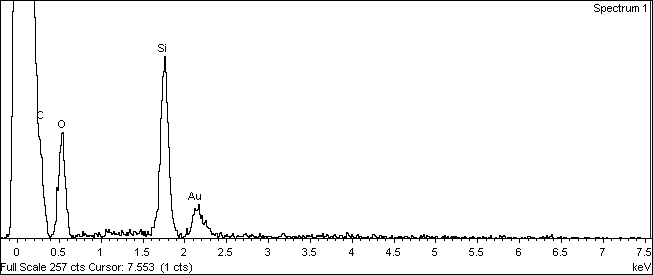 Spectrum 1
Si
C
O
Au
0 0.5 1 1.5 2 2.5 3 3.5 4 4.5 5 5.5 6 6.5 7 7.5
Full Scale 257 cts Cursor: 7.553 (1 cts) keV